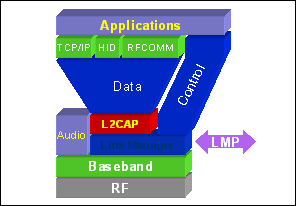 Applications
TCP/IP HID RFCOMM
Data
Control
Audio
L2CAP
Link Manager
LMP
Baseband
RF